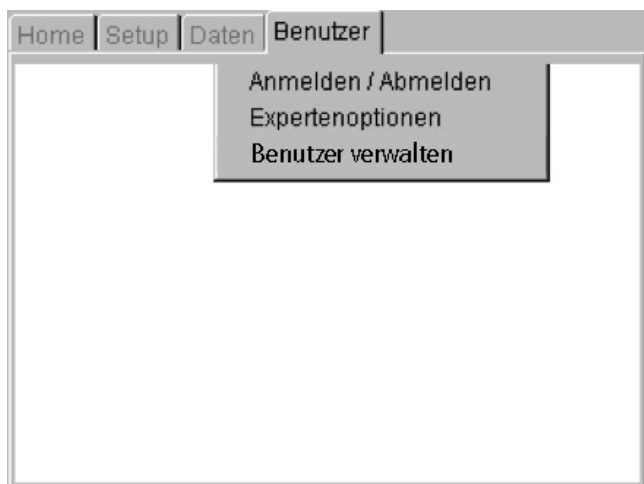 Home Setup Daten Benutzer
Anmelden / Abmelden
Expertenoptionen
Benutzer verwalten